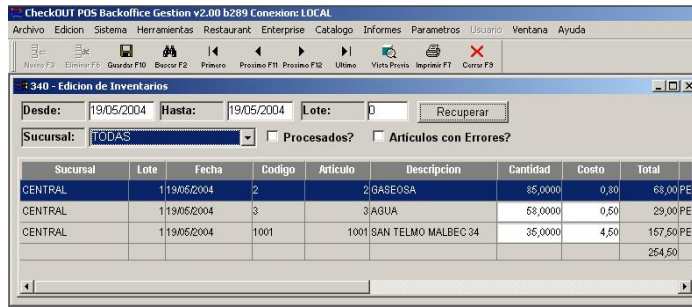 CheckOUT POS Backoffice Gestion v2.00 b289 Conexion: LOCAL
Archivo Edicion Sistema Herramientas Restaurant Enterprise Catalogo Informes Parametros Usuario Ventana Ayuda
Nuevo F3 Eliminar F6 Guardar F10 Buscar F2 Primero Proximo F11 Proximo F12 Ultimo Vista Previa Imprimir F7 Cerrar F9
340 - Edicion de Inventarios
Desde: 19/05/2004 Hasta: 19/05/2004 Lote: 0 Recuperar
Sucursal: TODAS Procesados? Articulos con Errores?
Sucursal Lote Fecha Codigo Articulo Descripcion Cantidad Costo Total
CENTRAL 1 19/05/2004 2 2 GASEOSA 85,0000 0,80 68,00 PE
CENTRAL 1 19/05/2004 3 3 AGUA 58,0000 0,50 29,00 PE
CENTRAL 1 19/05/2004 1001 1001 SAN TELMO MALBEC 34 35,0000 4,50 157,50 PE
254,50